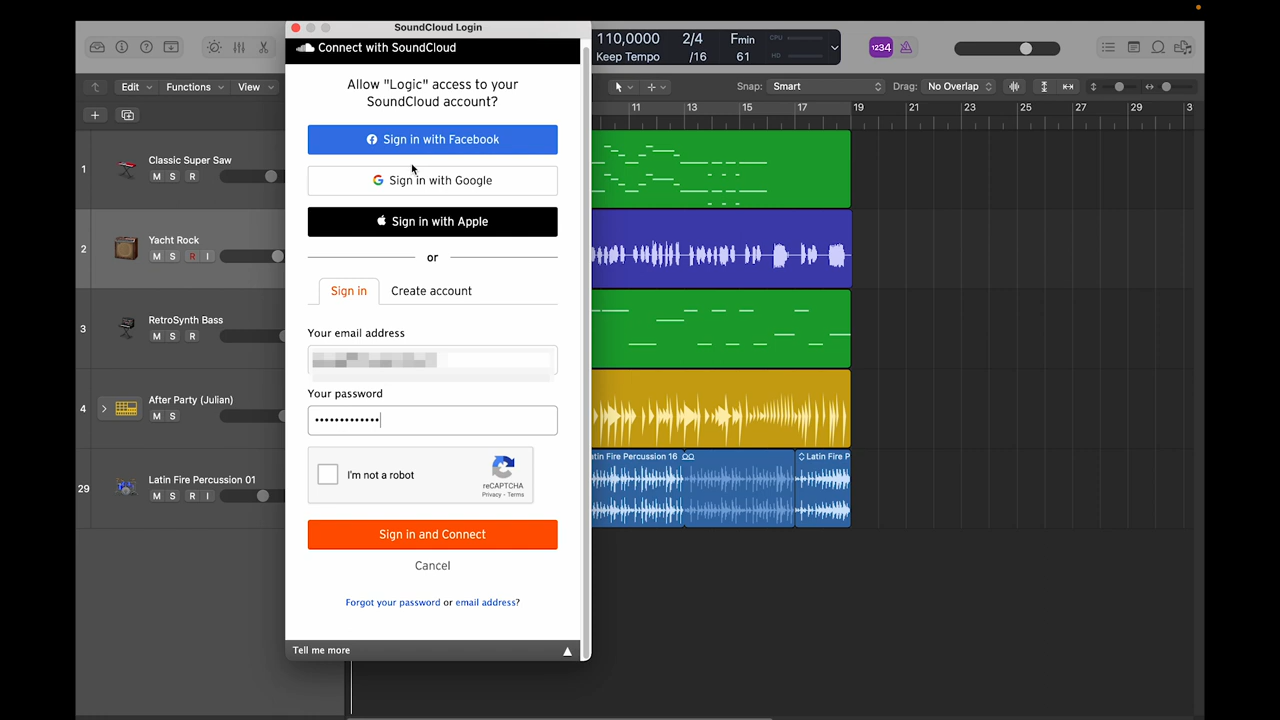 SoundCloud Login
Connect with SoundCloud
Allow "Logic" access to your
SoundCloud account?
Sign in with Facebook
Sign in with Google
Sign in with Apple
or
Sign in
Create account
Your email address
Your password
•••••••••••••
I'm not a robot
reCAPTCHA
Privacy - Terms
Sign in and Connect
Cancel
Forgot your password or email address?
Tell me more
110,0000
Keep Tempo
2/4
/16
Fmin
61
CPU
HD
1234
Edit
Functions
View
Snap: Smart
Drag: No Overlap
11 13 15 17 19 21 23 25 27 29 3
1
Classic Super Saw
M S R
2
Yacht Rock
M S R I
3
RetroSynth Bass
M S R
4
After Party (Julian)
M S
29
Latin Fire Percussion 01
M S R I
atin Fire Percussion 16
Latin Fire P